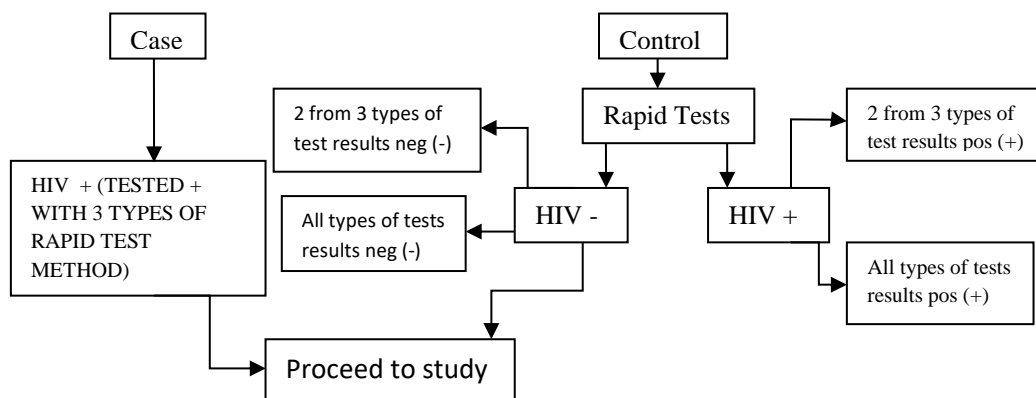 Case
Control
Rapid Tests
2 from 3 types of
test results neg (-)
2 from 3 types of
test results pos (+)
HIV + (TESTED +
WITH 3 TYPES OF
RAPID TEST
METHOD)
All types of tests
results neg (-)
HIV -
HIV +
All types of tests
results pos (+)
Proceed to study